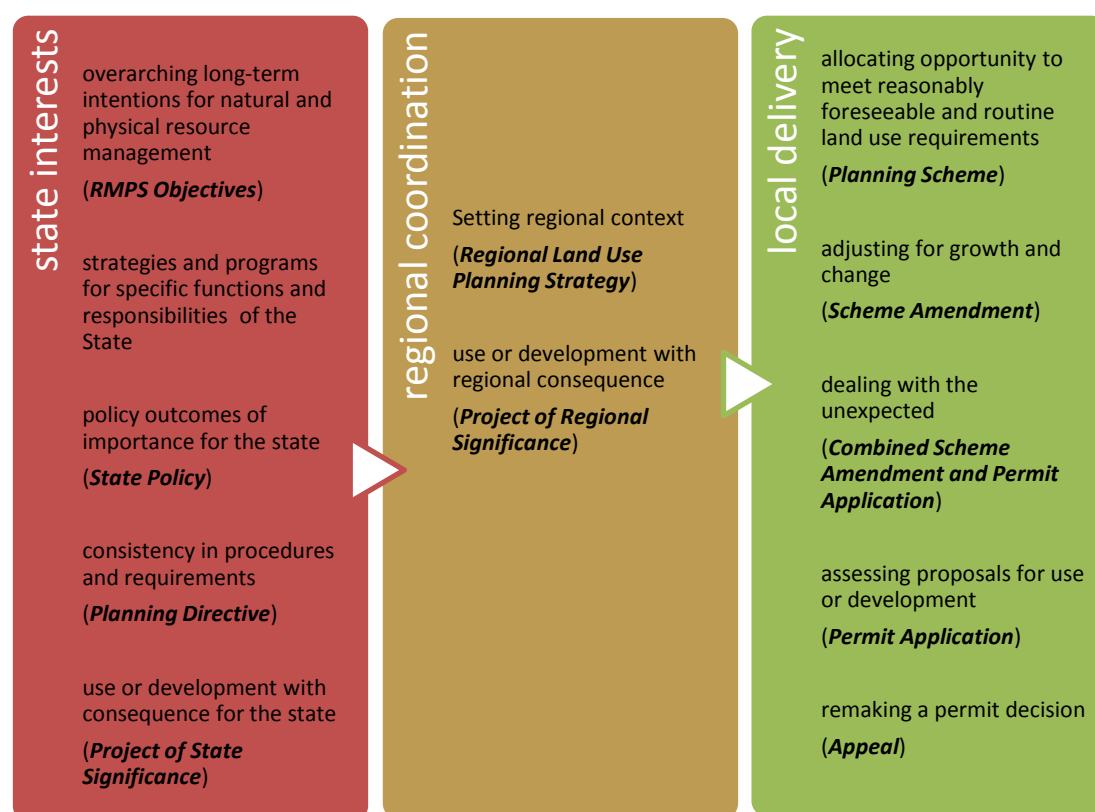 state interests
overarching long-term
intentions for natural and
physical resource
management
(RMPS Objectives)
strategies and programs
for specific functions and
responsibilities of the
State
policy outcomes of
importance for the state
(State Policy)
consistency in procedures
and requirements
(Planning Directive)
use or development with
consequence for the state
(Project of State
Significance)
regional coordination
Setting regional context
(Regional Land Use
Planning Strategy)
use or development with
regional consequence
(Project of Regional
Significance)
local delivery
allocating opportunity to
meet reasonably
foreseeable and routine
land use requirements
(Planning Scheme)
adjusting for growth and
change
(Scheme Amendment)
dealing with the
unexpected
(Combined Scheme
Amendment and Permit
Application)
assessing proposals for use
or development
(Permit Application)
remaking a permit decision
(Appeal)